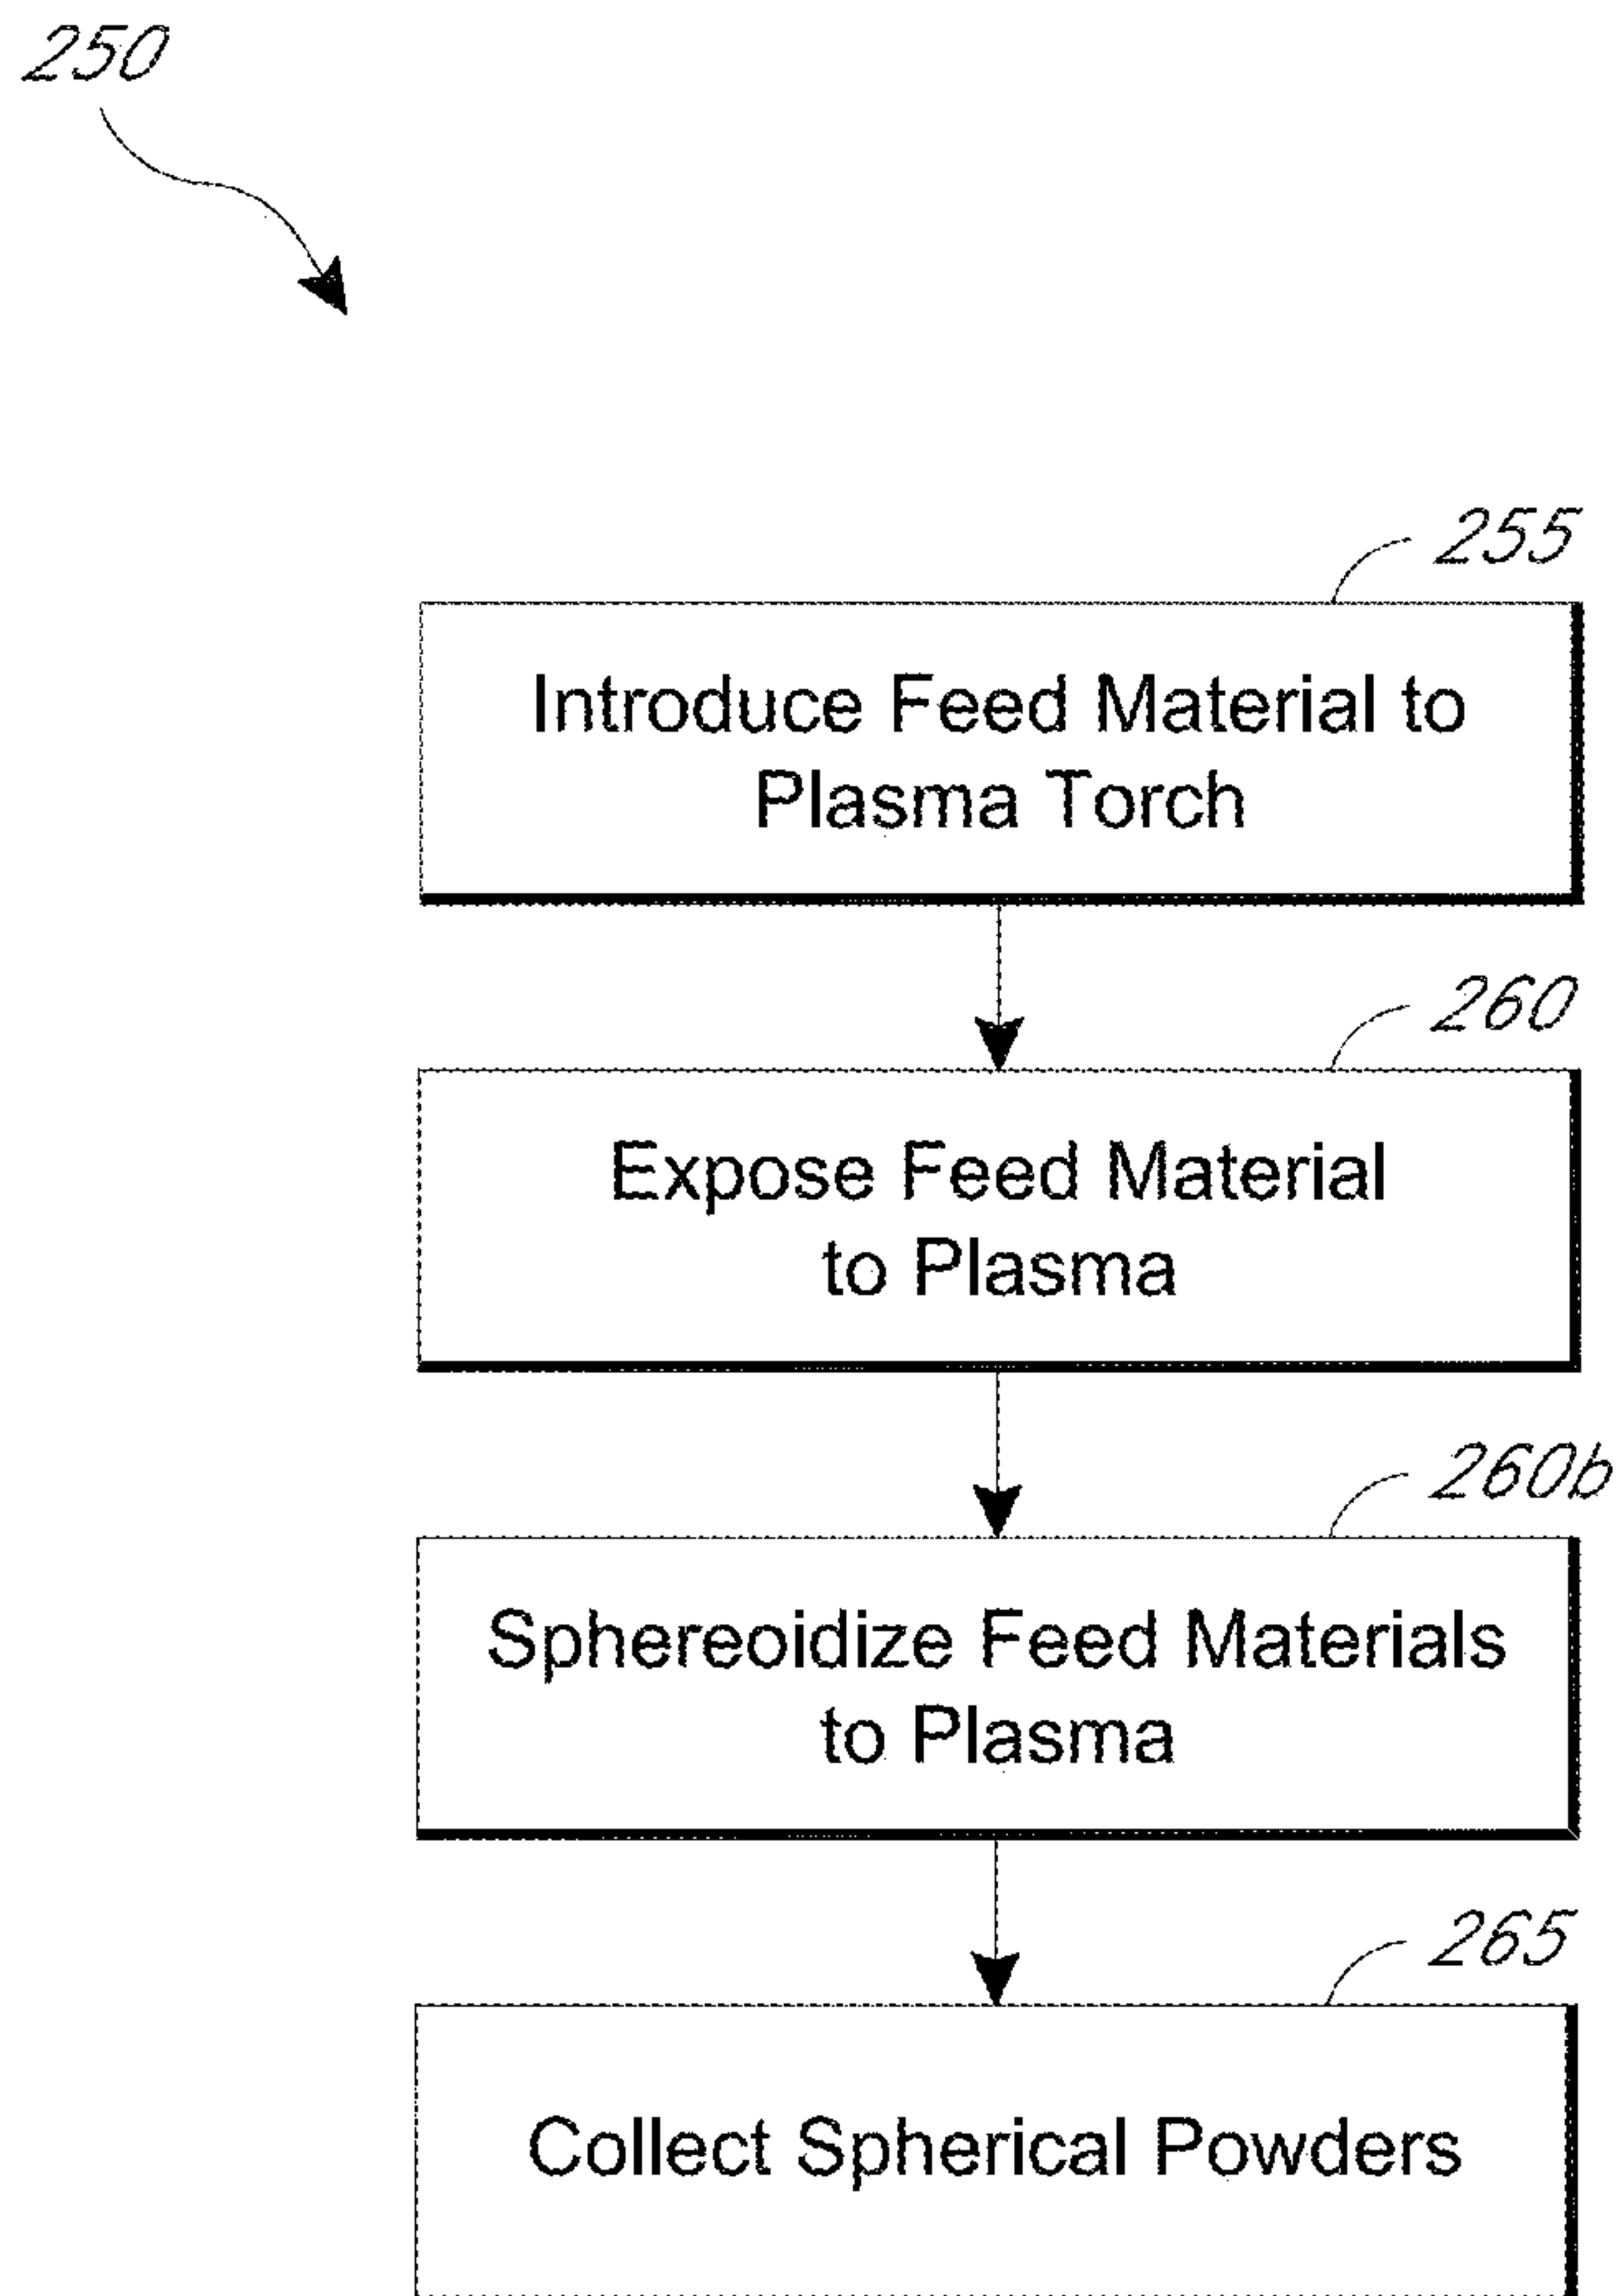 250
255
Introduce Feed Material to
Plasma Torch
260
Expose Feed Material
to Plasma
260b
Sphereoidize Feed Materials
to Plasma
265
Collect Spherical Powders